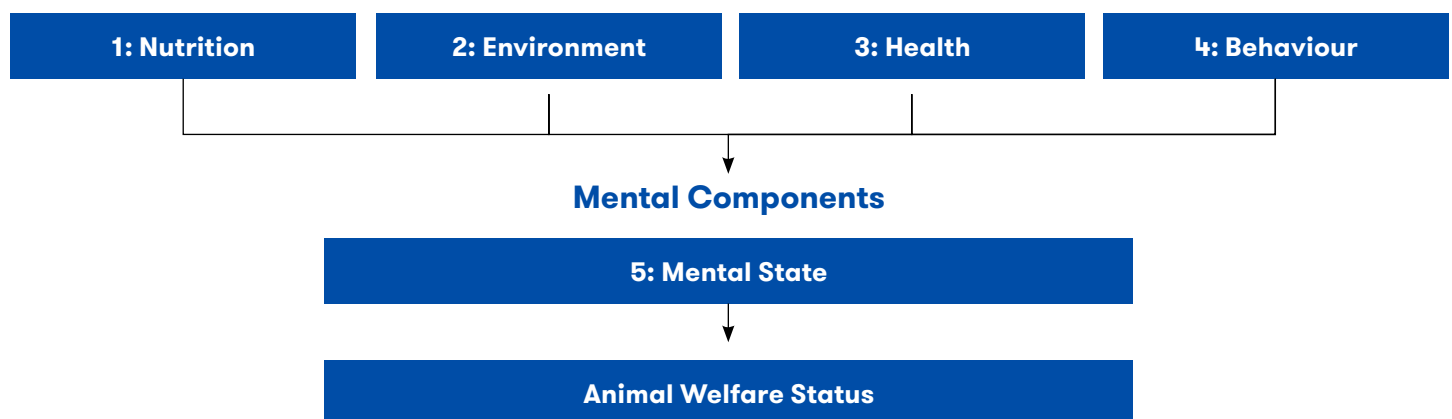 1: Nutrition
2: Environment
3: Health
4: Behaviour
Mental Components
5: Mental State
Animal Welfare Status